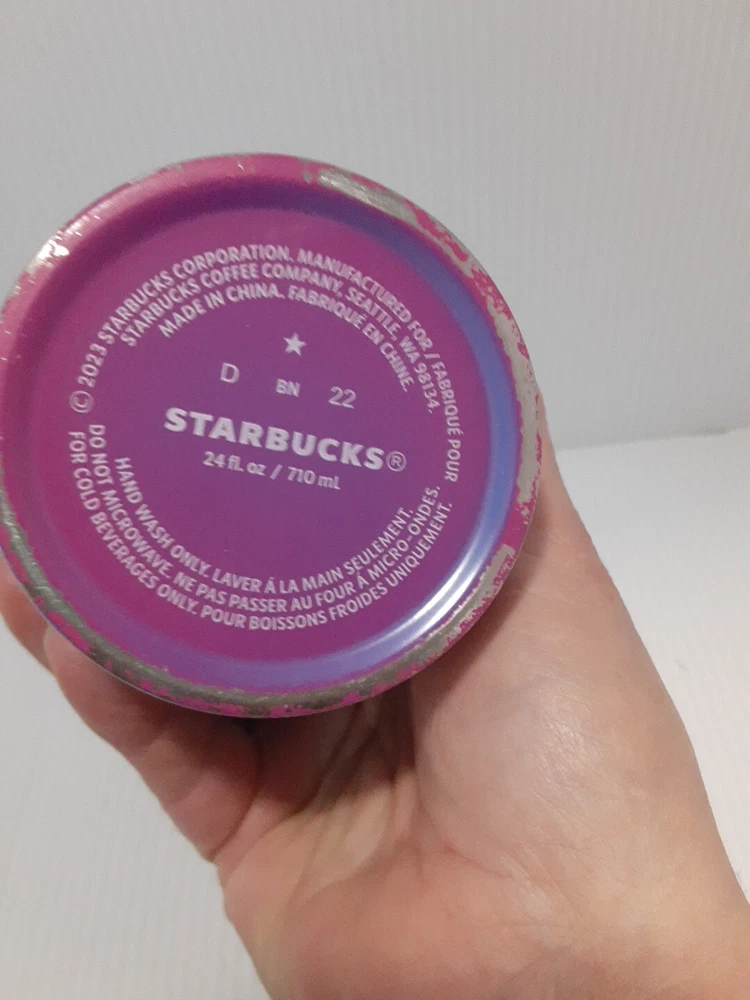 © 2023 STARBUCKS CORPORATION. MANUFACTURED FOR / FABRIQUÉ POUR
STARBUCKS COFFEE COMPANY, SEATTLE, WA 98134.
MADE IN CHINA. FABRIQUÉ EN CHINE.
D BN 22
STARBUCKS®
24 fl. oz / 710 mL
HAND WASH ONLY. LAVER Á LA MAIN SEULEMENT.
DO NOT MICROWAVE. NE PAS PASSER AU FOUR Á MICRO-ONDES.
FOR COLD BEVERAGES ONLY. POUR BOISSONS FROIDES UNIQUEMENT.